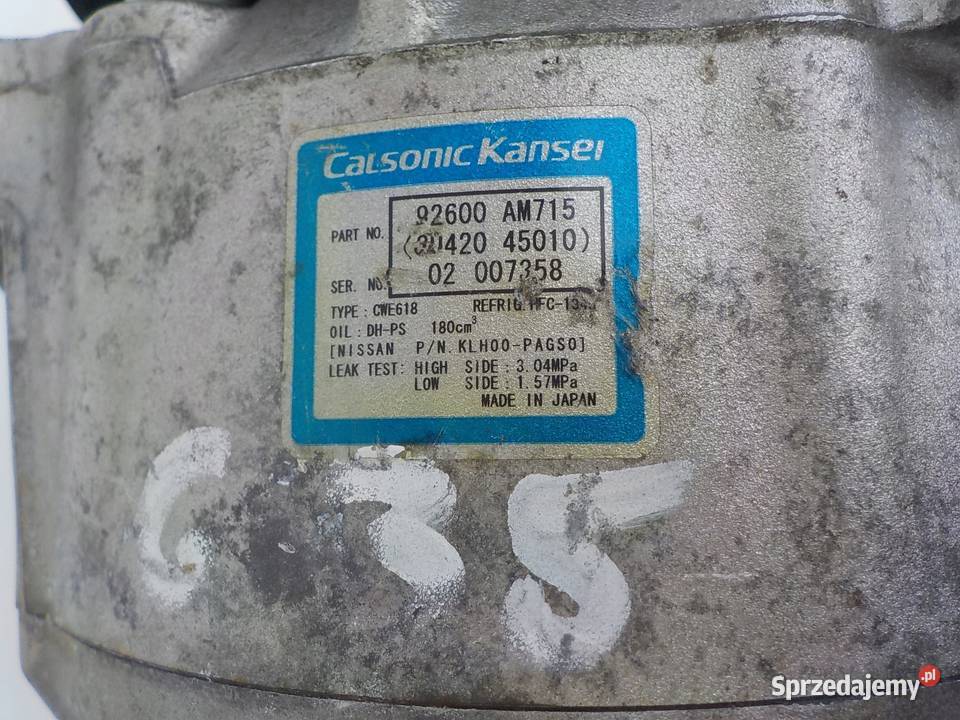 Calsonic Kansei
PART NO. 92600 AM715
45010)
SER. NO. 02 007358
TYPE : CWE618 REFRIG.
OIL : DH-PS 180cm³
[NISSAN P/N. KLH00-PAGS0]
LEAK TEST: HIGH SIDE : 3.04MPa
LOW SIDE : 1.57MPa
MADE IN JAPAN
G35
Sprzedajemy.pl